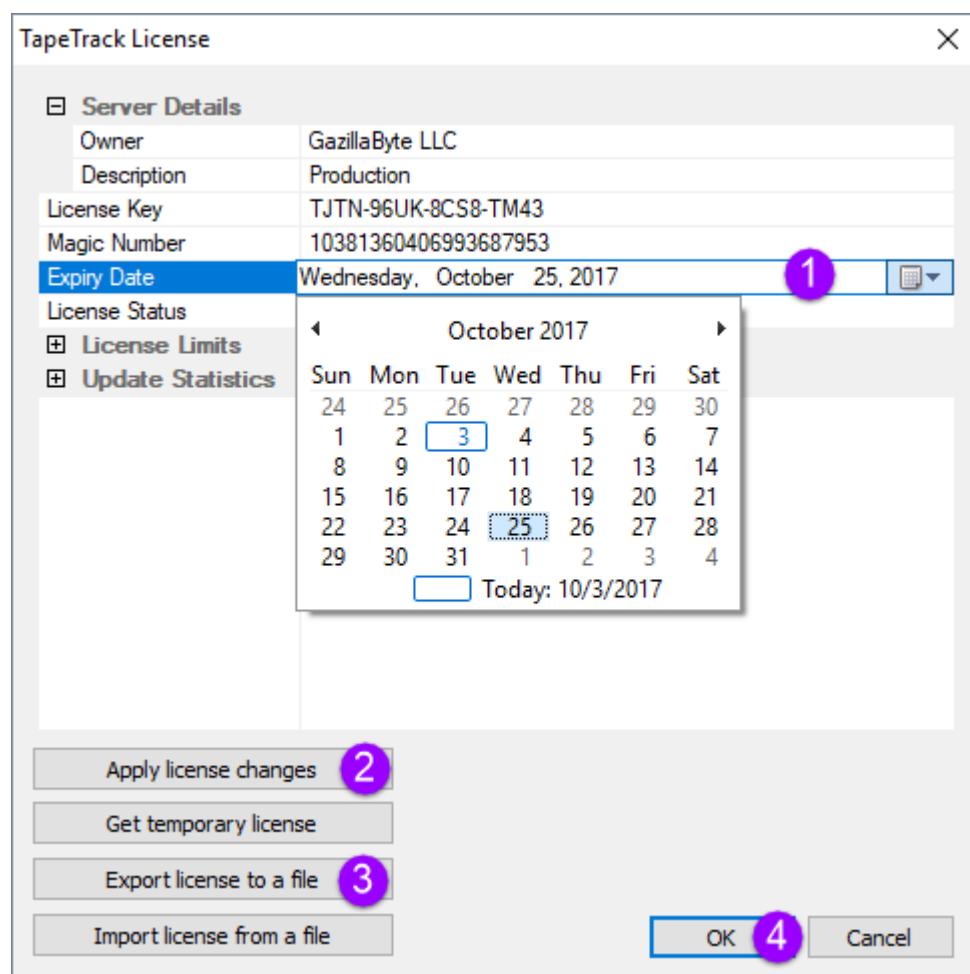 TapeTrack License
Server Details
Owner GazillaByte LLC
Description Production
License Key TJTN-96UK-8CS8-TM43
Magic Number 10381360406993687953
Expiry Date Wednesday, October 25, 2017 1
License Status
License Limits
Update Statistics
October 2017
Sun Mon Tue Wed Thu Fri Sat
24 25 26 27 28 29 30
1 2 3 4 5 6 7
8 9 10 11 12 13 14
15 16 17 18 19 20 21
22 23 24 25 26 27 28
29 30 31 1 2 3 4
Today: 10/3/2017
Apply license changes 2
Get temporary license
Export license to a file 3
Import license from a file
OK 4 Cancel